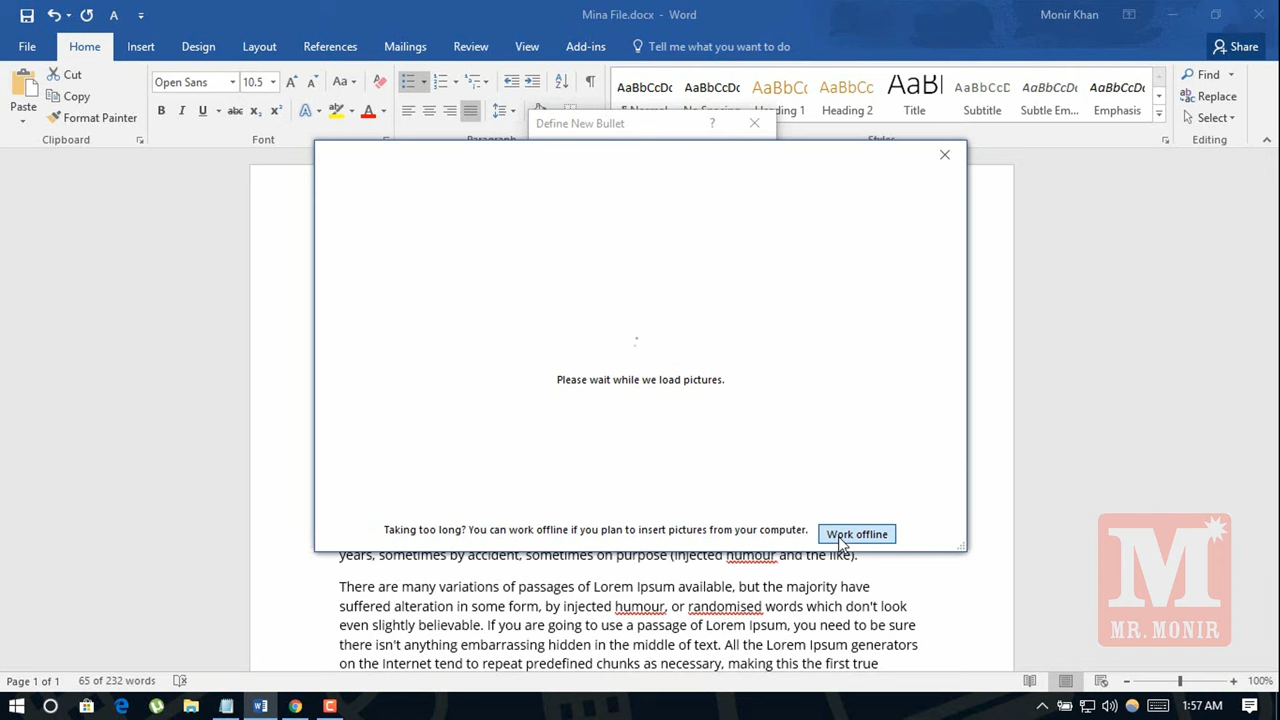 Mina File.docx - Word
Monir Khan
File Home Insert Design Layout References Mailings Review View Add-ins Tell me what you want to do Share
Paste
Cut
Copy
Format Painter
Clipboard
Open Sans 10.5
Font
Paragraph
AaBbCcDc AaBbCcDc AaBbCc AaBbCc AaBl AaBbCcC AaBbCcDc AaBbCcDc
¶ Normal No Spacing Heading 1 Heading 2 Title Subtitle Subtle Em... Emphasis
Styles
Find
Replace
Select
Editing
Define New Bullet
Please wait while we load pictures.
Taking too long? You can work offline if you plan to insert pictures from your computer.
Work offline
years, sometimes by accident, sometimes on purpose (injected humour and the like).
There are many variations of passages of Lorem Ipsum available, but the majority have
suffered alteration in some form, by injected humour, or randomised words which don't look
even slightly believable. If you are going to use a passage of Lorem Ipsum, you need to be sure
there isn't anything embarrassing hidden in the middle of text. All the Lorem Ipsum generators
on the Internet tend to repeat predefined chunks as necessary, making this the first true
M
MR. MONIR
Page 1 of 1 65 of 232 words
100%
1:57 AM